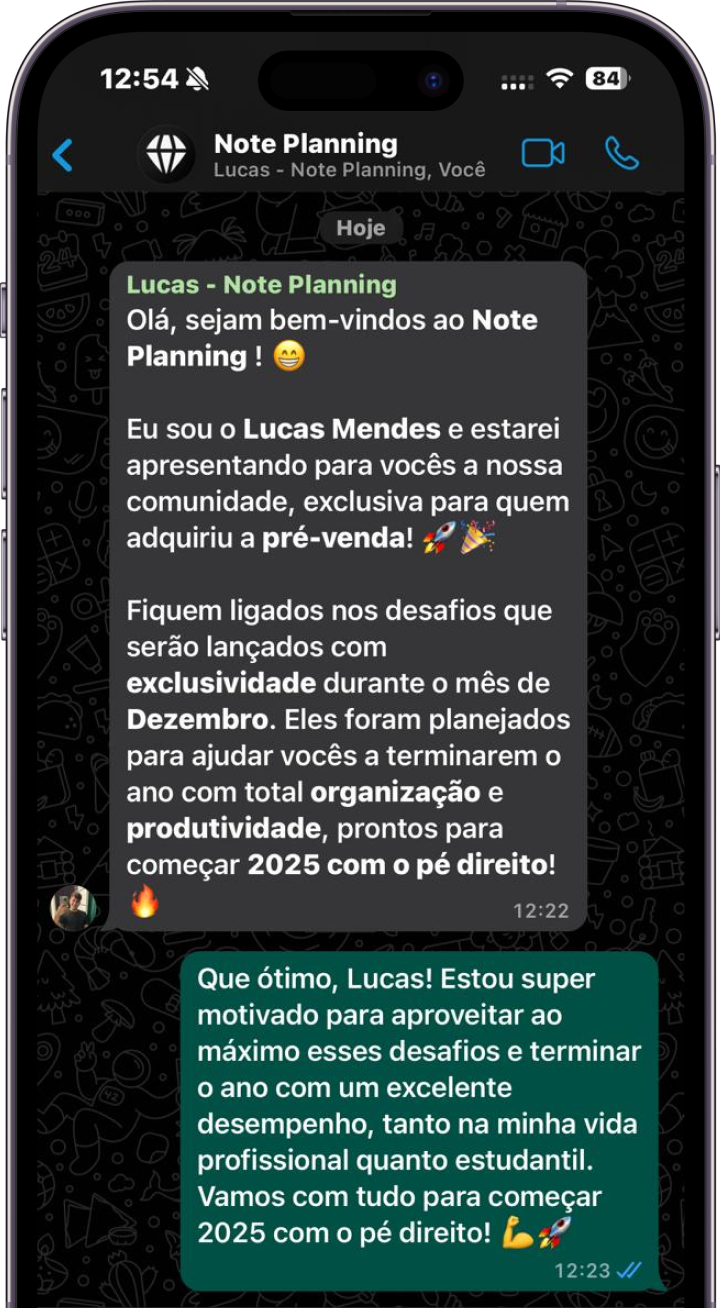 12:54
84
Note Planning
Lucas - Note Planning, Você
Hoje
Lucas - Note Planning
Olá, sejam bem-vindos ao Note
Planning ! 😁
Eu sou o Lucas Mendes e estarei
apresentando para vocês a nossa
comunidade, exclusiva para quem
adquiriu a pré-venda! 🚀🎉
Fiquem ligados nos desafios que
serão lançados com
exclusividade durante o mês de
Dezembro. Eles foram planejados
para ajudar vocês a terminarem o
ano com total organização e
produtividade, prontos para
começar 2025 com o pé direito!
🔥
12:22
Que ótimo, Lucas! Estou super
motivado para aproveitar ao
máximo esses desafios e terminar
o ano com um excelente
desempenho, tanto na minha vida
profissional quanto estudantil.
Vamos com tudo para começar
2025 com o pé direito! 💪🚀
12:23